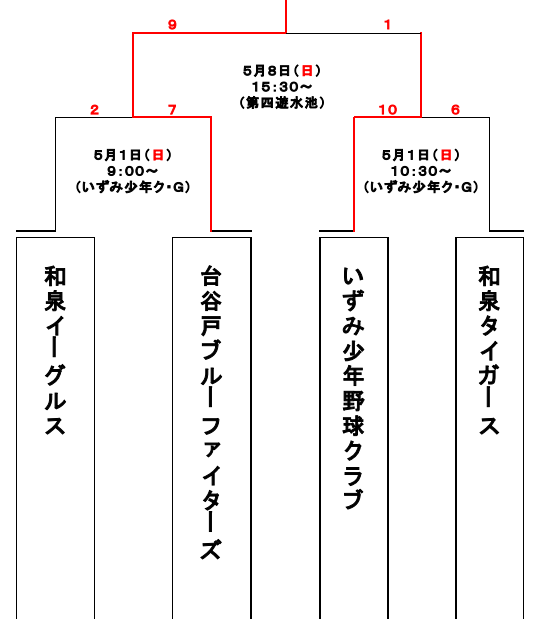 9
1
5月8日(日)
15:30～
(第四遊水池)
2
7
10
6
5月1日(日)
9:00～
(いずみ少年ク・G)
5月1日(日)
10:30～
(いずみ少年ク・G)
和泉イーグルス
台谷戸ブルーファイターズ
いずみ少年野球クラブ
和泉タイガース